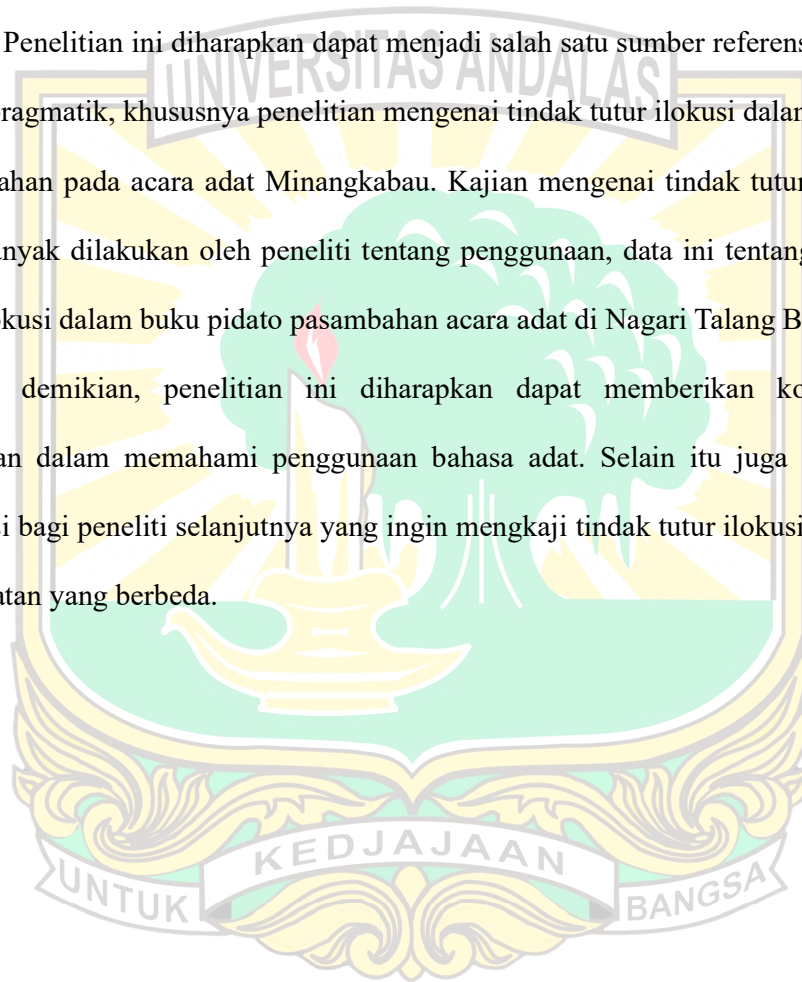 Penelitian ini diharapkan dapat menjadi salah satu sumber referens
UNIVERSITAS ANDALAS
ragmatik, khususnya penelitian mengenai tindak tutur ilokusi dalan
ahan pada acara adat Minangkabau. Kajian mengenai tindak tutur
anyak dilakukan oleh peneliti tentang penggunaan, data ini tentang
okusi dalam buku pidato pasambahan acara adat di Nagari Talang B
demikian, penelitian ini diharapkan dapat memberikan ko
an dalam memahami penggunaan bahasa adat. Selain itu juga
si bagi peneliti selanjutnya yang ingin mengkaji tindak tutur ilokusi
atan yang berbeda.
UNTUK KEDJAJAAN BANGSA